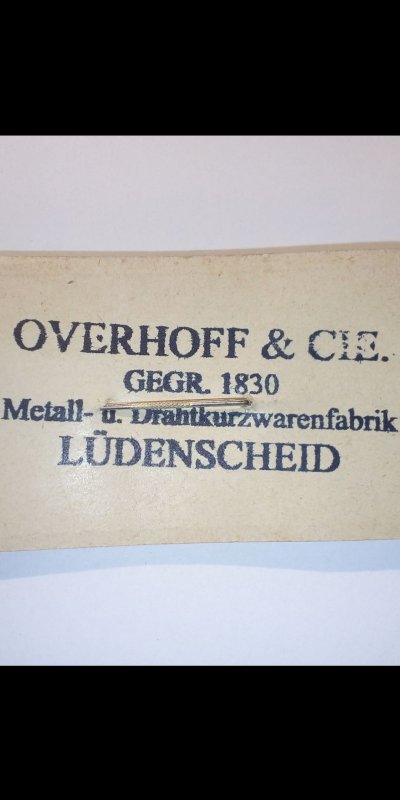 OVERHOFF & CIE.
GEGR. 1830
Metall- u. Drahtkurzwarenfabrik
LÜDENSCHEID